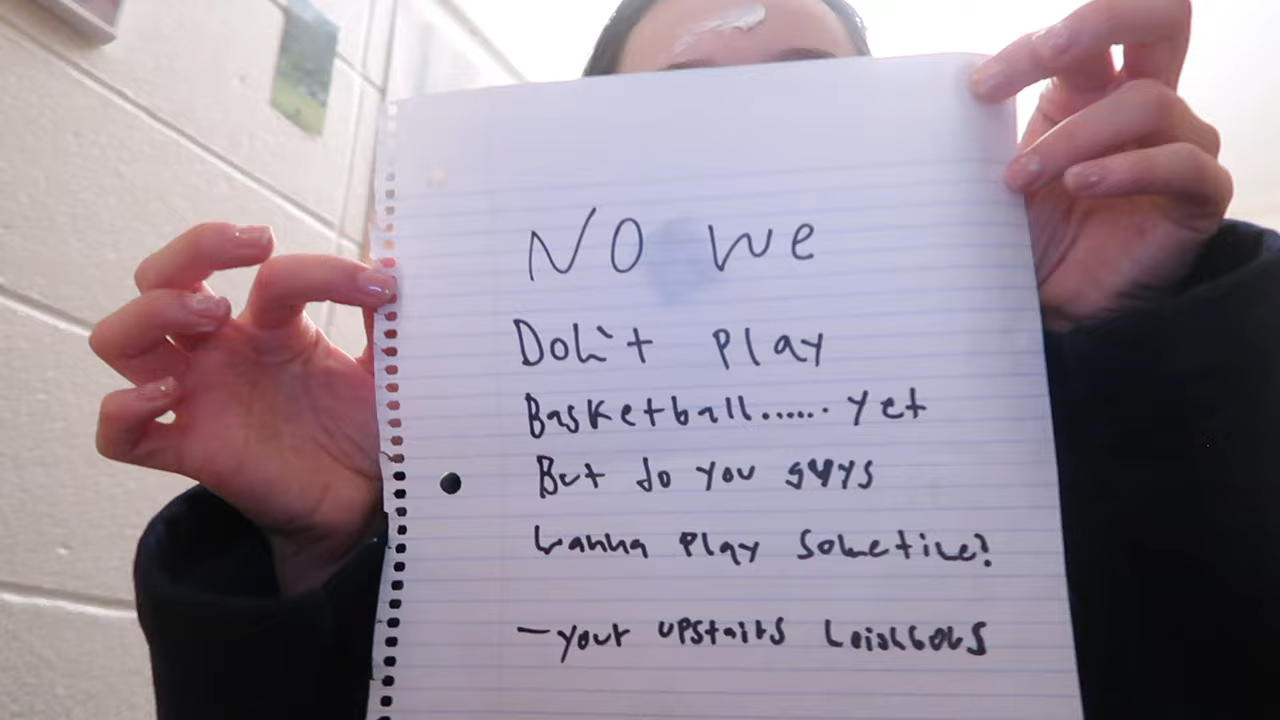 NO we
Don't Play
Basketball...... yet
But do you guys
wanna play sometime?
—your upstairs neighbors